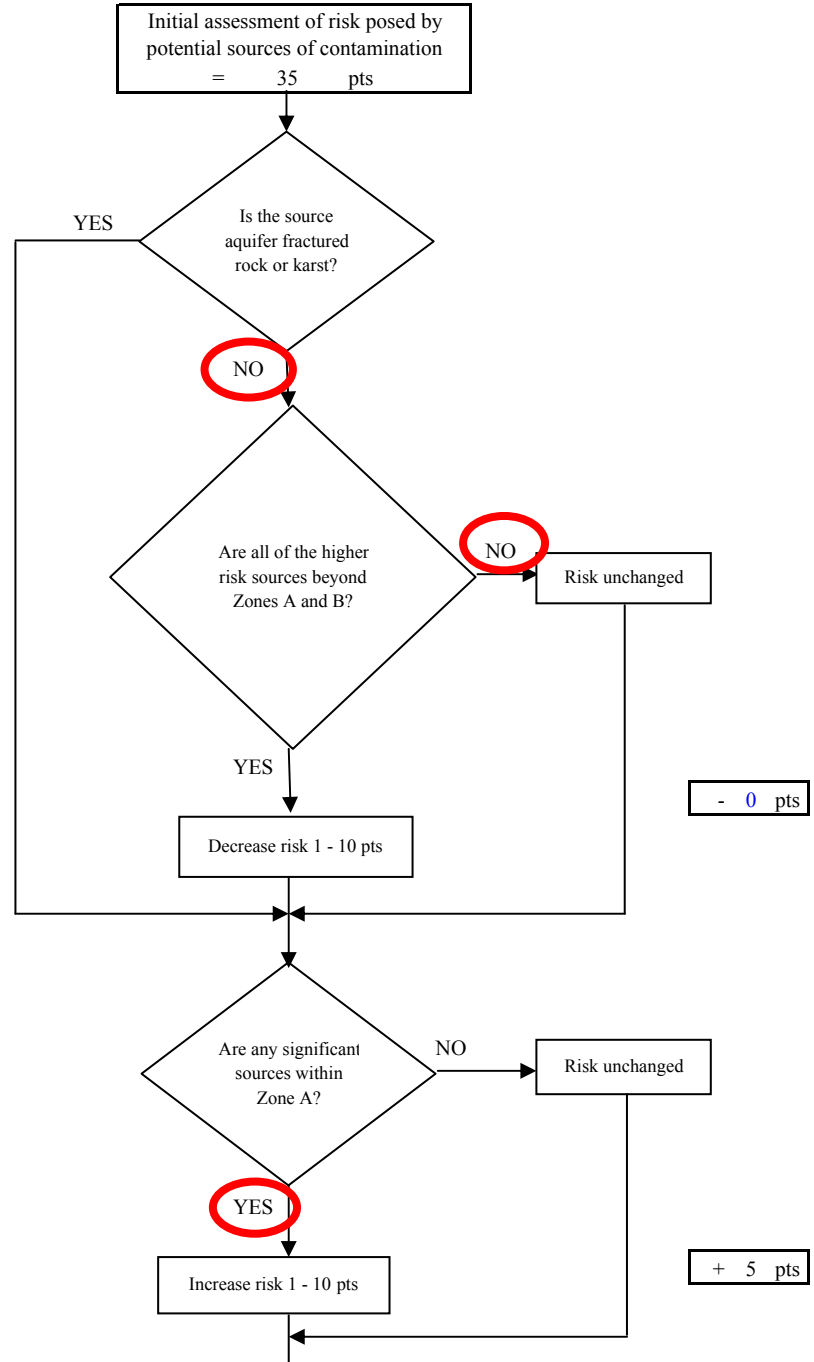 Initial assessment of risk posed by
potential sources of contamination
= 35 pts
YES
Is the source
aquifer fractured
rock or karst?
NO
Are all of the higher
risk sources beyond
Zones A and B?
NO
Risk unchanged
YES
- 0 pts
Decrease risk 1 - 10 pts
Are any significant
sources within
Zone A?
NO
Risk unchanged
YES
+ 5 pts
Increase risk 1 - 10 pts